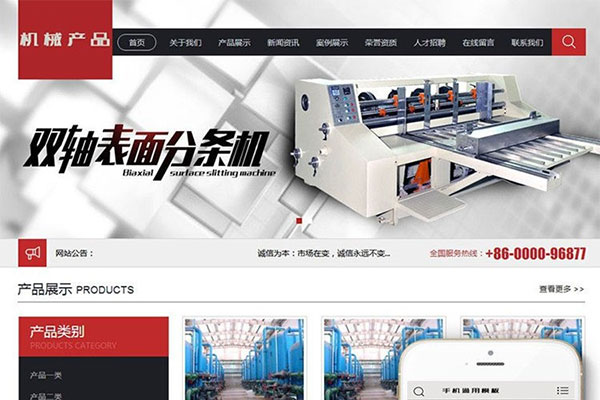 机械产品
首页 关于我们 产品展示 新闻资讯 案例展示 荣誉资质 人才招聘 在线留言 联系我们
双轴表面分条机
Biaxial surface slitting machine
网站公告： 诚信为本：市场在变，诚信永远不变... 全国服务热线：+86-0000-96877
产品展示 PRODUCTS 查看更多 >>
产品类别
PRODUCTS CATEGORY
产品一类
产品二类
手机通用模板